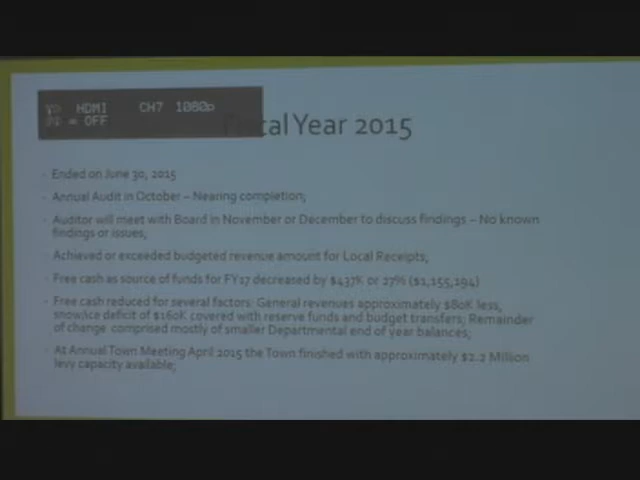 HDMI CH7 1080p
= OFF
cal Year 2015
Ended on June 30, 2015
Annual Audit in October – Nearing completion;
Auditor will meet with Board in November or December to discuss findings – No known
findings or issues;
Achieved or exceeded budgeted revenue amount for Local Receipts;
Free cash as source of funds for FY17 decreased by $437K or 27% ($1,155,194)
Free cash reduced for several factors: General revenues approximately $80K less,
snow/ice deficit of $160K covered with reserve funds and budget transfers; Remainder
of change comprised mostly of smaller Departmental end of year balances;
At Annual Town Meeting April 2015 the Town finished with approximately $2.2 Million
levy capacity available;